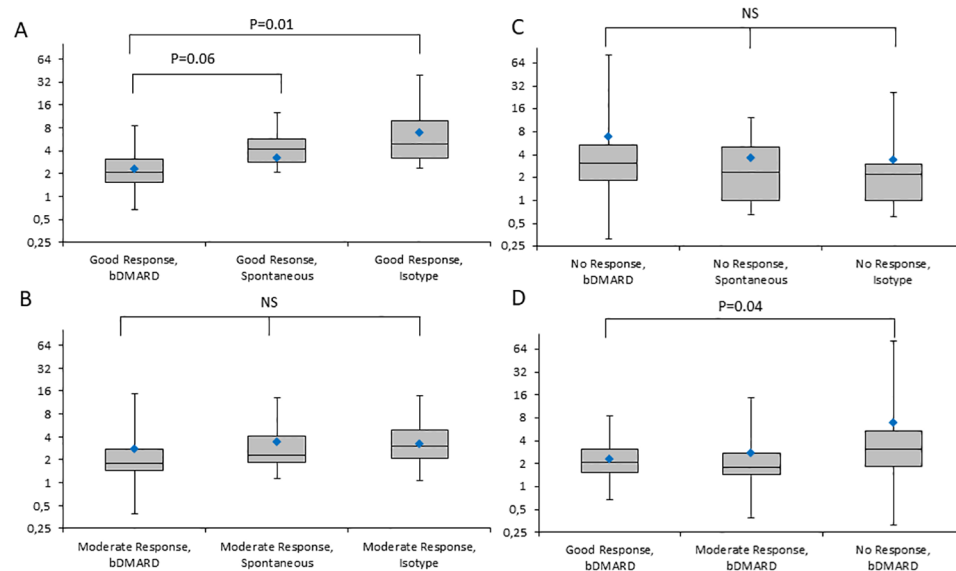 A
P=0.01
P=0.06
64
32
16
8
4
2
1
0,5
0,25
Good Response,
bDMARD
Good Resonse,
Spontaneous
Good Response,
Isotype
B
NS
64
32
16
8
4
2
1
0,5
0,25
Moderate Response,
bDMARD
Moderate Response,
Spontaneous
Moderate Response,
Isotype
C
NS
64
32
16
8
4
2
1
0,5
0,25
No Response,
bDMARD
No Response,
Spontaneous
No Response,
Isotype
D
P=0.04
64
32
16
8
4
2
1
0,5
0,25
Good Response,
bDMARD
Moderate Response,
bDMARD
No Response,
bDMARD